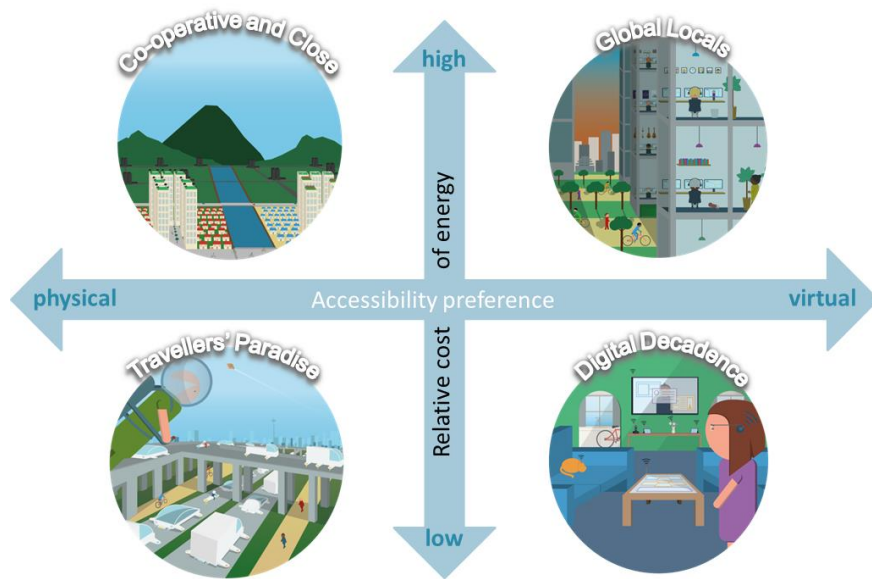 Co-operative and Close
high
Global Locals
Relative cost of energy
physical
Accessibility preference
virtual
Travellers' Paradise
Digital Decadence
low